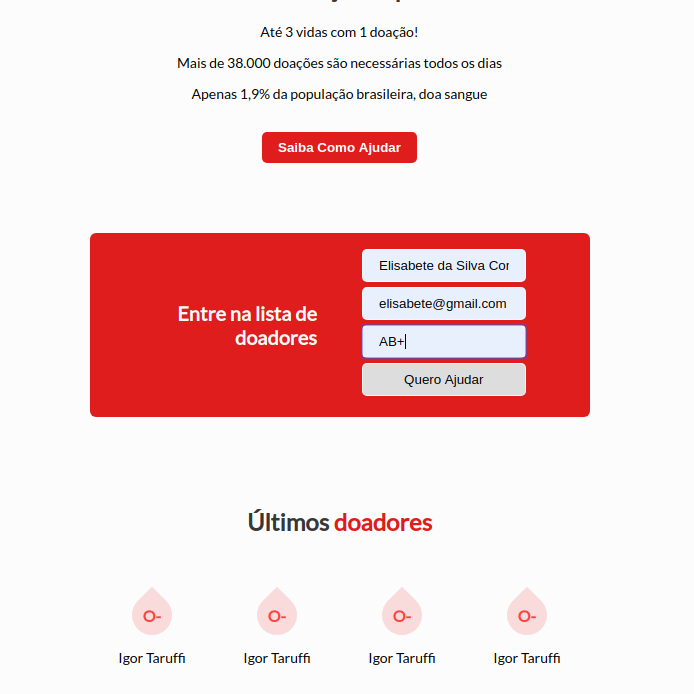 Até 3 vidas com 1 doação!
Mais de 38.000 doações são necessárias todos os dias
Apenas 1,9% da população brasileira, doa sangue
Saiba Como Ajudar
Entre na lista de
doadores
Elisabete da Silva Cor
elisabete@gmail.com
AB+
Quero Ajudar
Últimos doadores
O- O- O- O-
Igor Taruffi Igor Taruffi Igor Taruffi Igor Taruffi